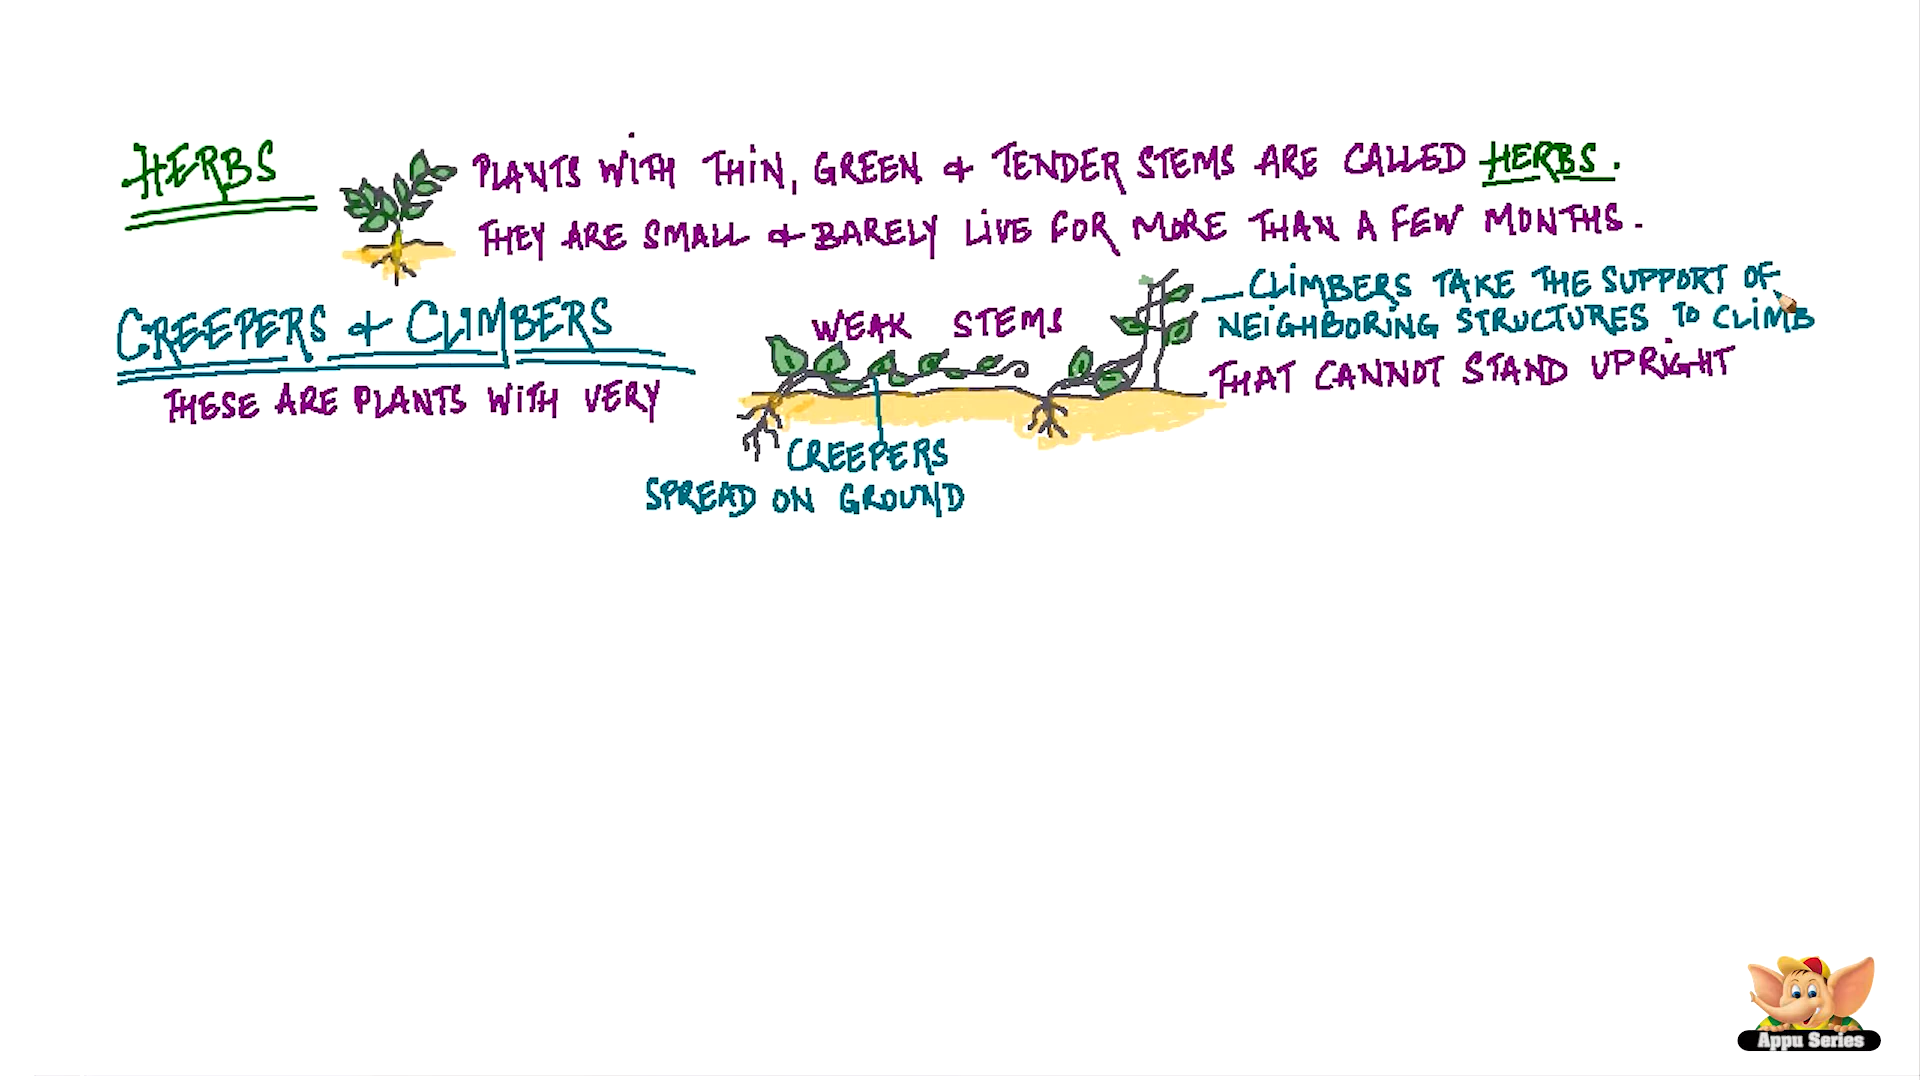 HERBS
PLANTS WITH THIN, GREEN & TENDER STEMS ARE CALLED HERBS.
THEY ARE SMALL & BARELY LIVE FOR MORE THAN A FEW MONTHS.
CREEPERS & CLIMBERS
THESE ARE PLANTS WITH VERY
WEAK STEMS
THAT CANNOT STAND UPRIGHT
CLIMBERS TAKE THE SUPPORT OF
NEIGHBORING STRUCTURES TO CLIMB
CREEPERS
SPREAD ON GROUND
Appu Series